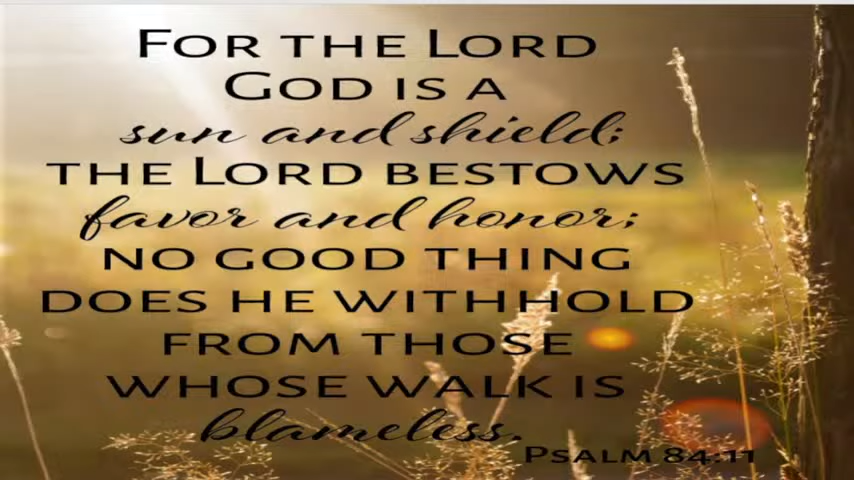 For the Lord
God is a
sun and shield;
the Lord bestows
favor and honor;
no good thing
does he withhold
from those
whose walk is
blameless.
Psalm 84:11